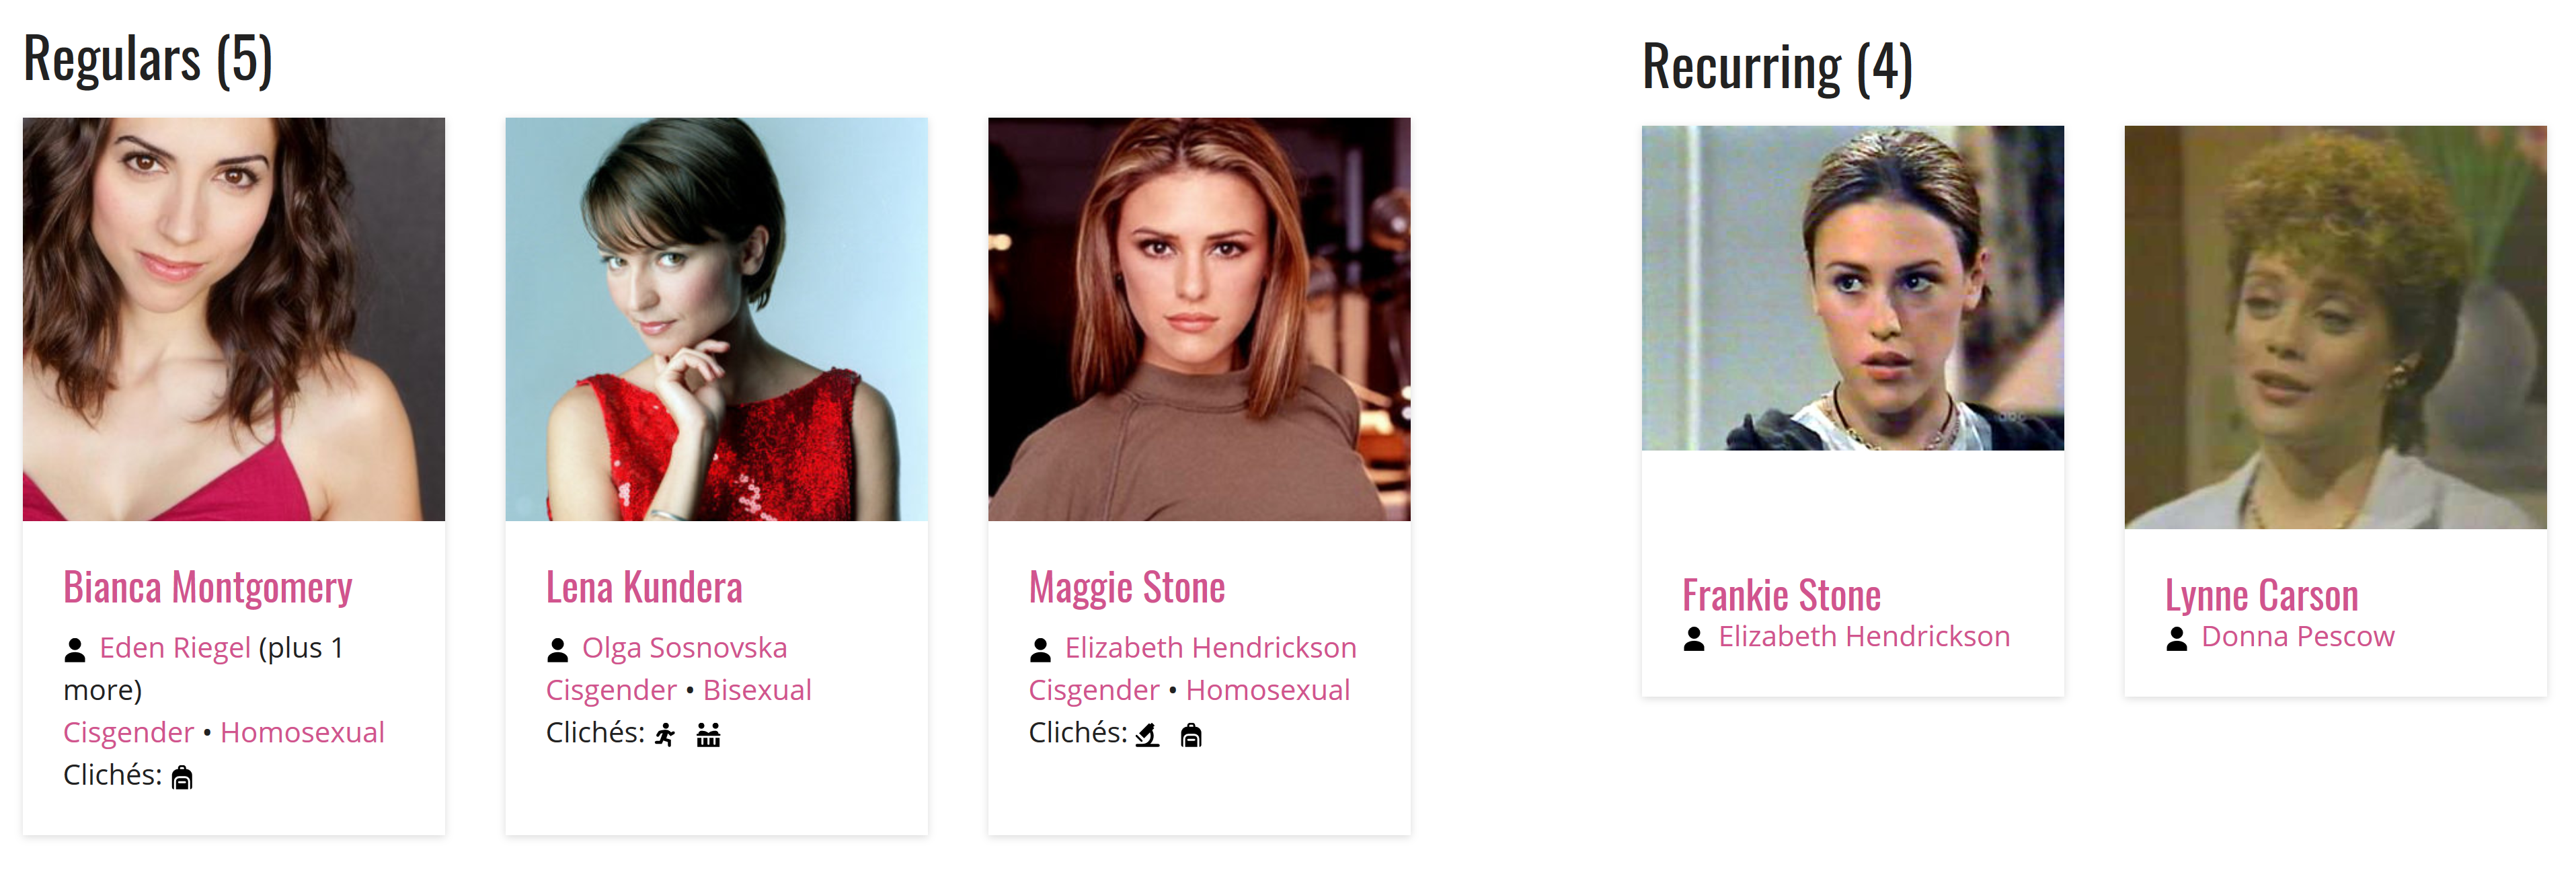 Regulars (5)
Bianca Montgomery
Eden Riegel (plus 1
more)
Cisgender • Homosexual
Clichés:
Lena Kundera
Olga Sosnovska
Cisgender • Bisexual
Clichés:
Maggie Stone
Elizabeth Hendrickson
Cisgender • Homosexual
Clichés:
Recurring (4)
abc
Frankie Stone
Elizabeth Hendrickson
Lynne Carson
Donna Pescow